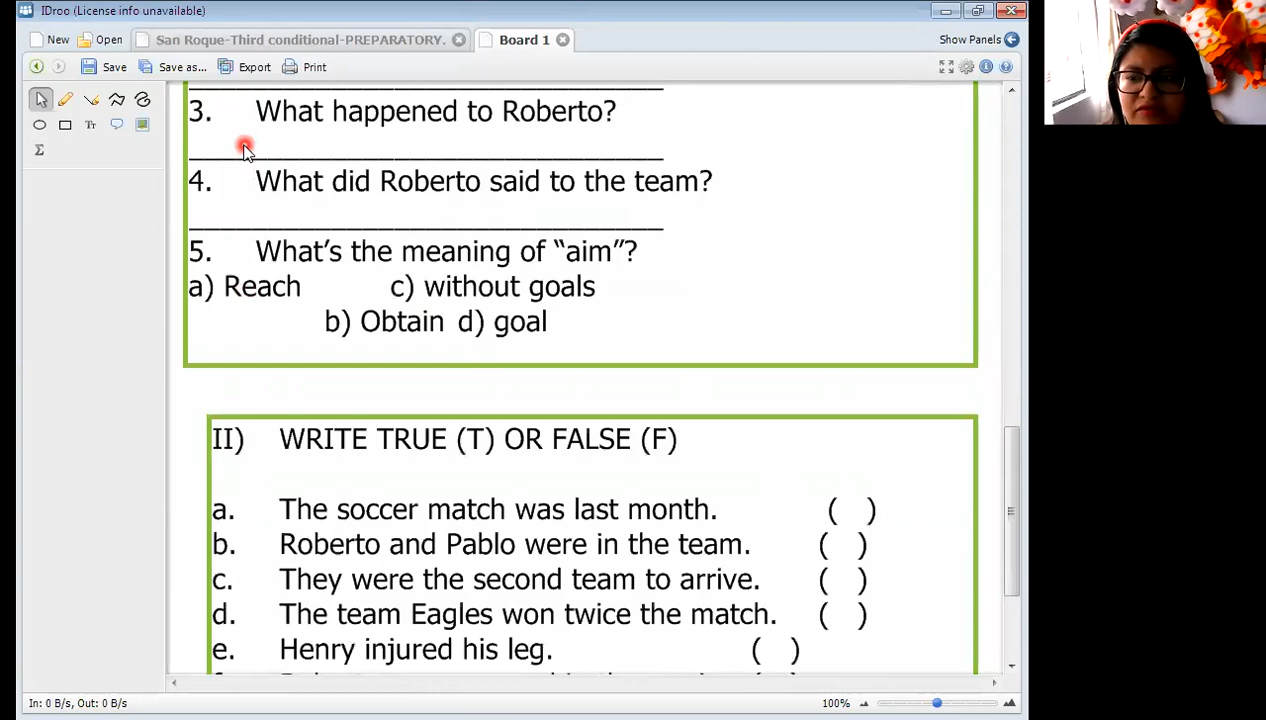 IDroo (License info unavailable)
New Open San Roque-Third conditional-PREPARATORY. Board 1 Show Panels
Save Save as... Export Print
3. What happened to Roberto?
______________________________
4. What did Roberto said to the team?
______________________________
5. What's the meaning of “aim”?
a) Reach c) without goals
b) Obtain d) goal
II) WRITE TRUE (T) OR FALSE (F)
a. The soccer match was last month. ( )
b. Roberto and Pablo were in the team. ( )
c. They were the second team to arrive. ( )
d. The team Eagles won twice the match. ( )
e. Henry injured his leg. ( )
In: 0 B/s, Out: 0 B/s 100%